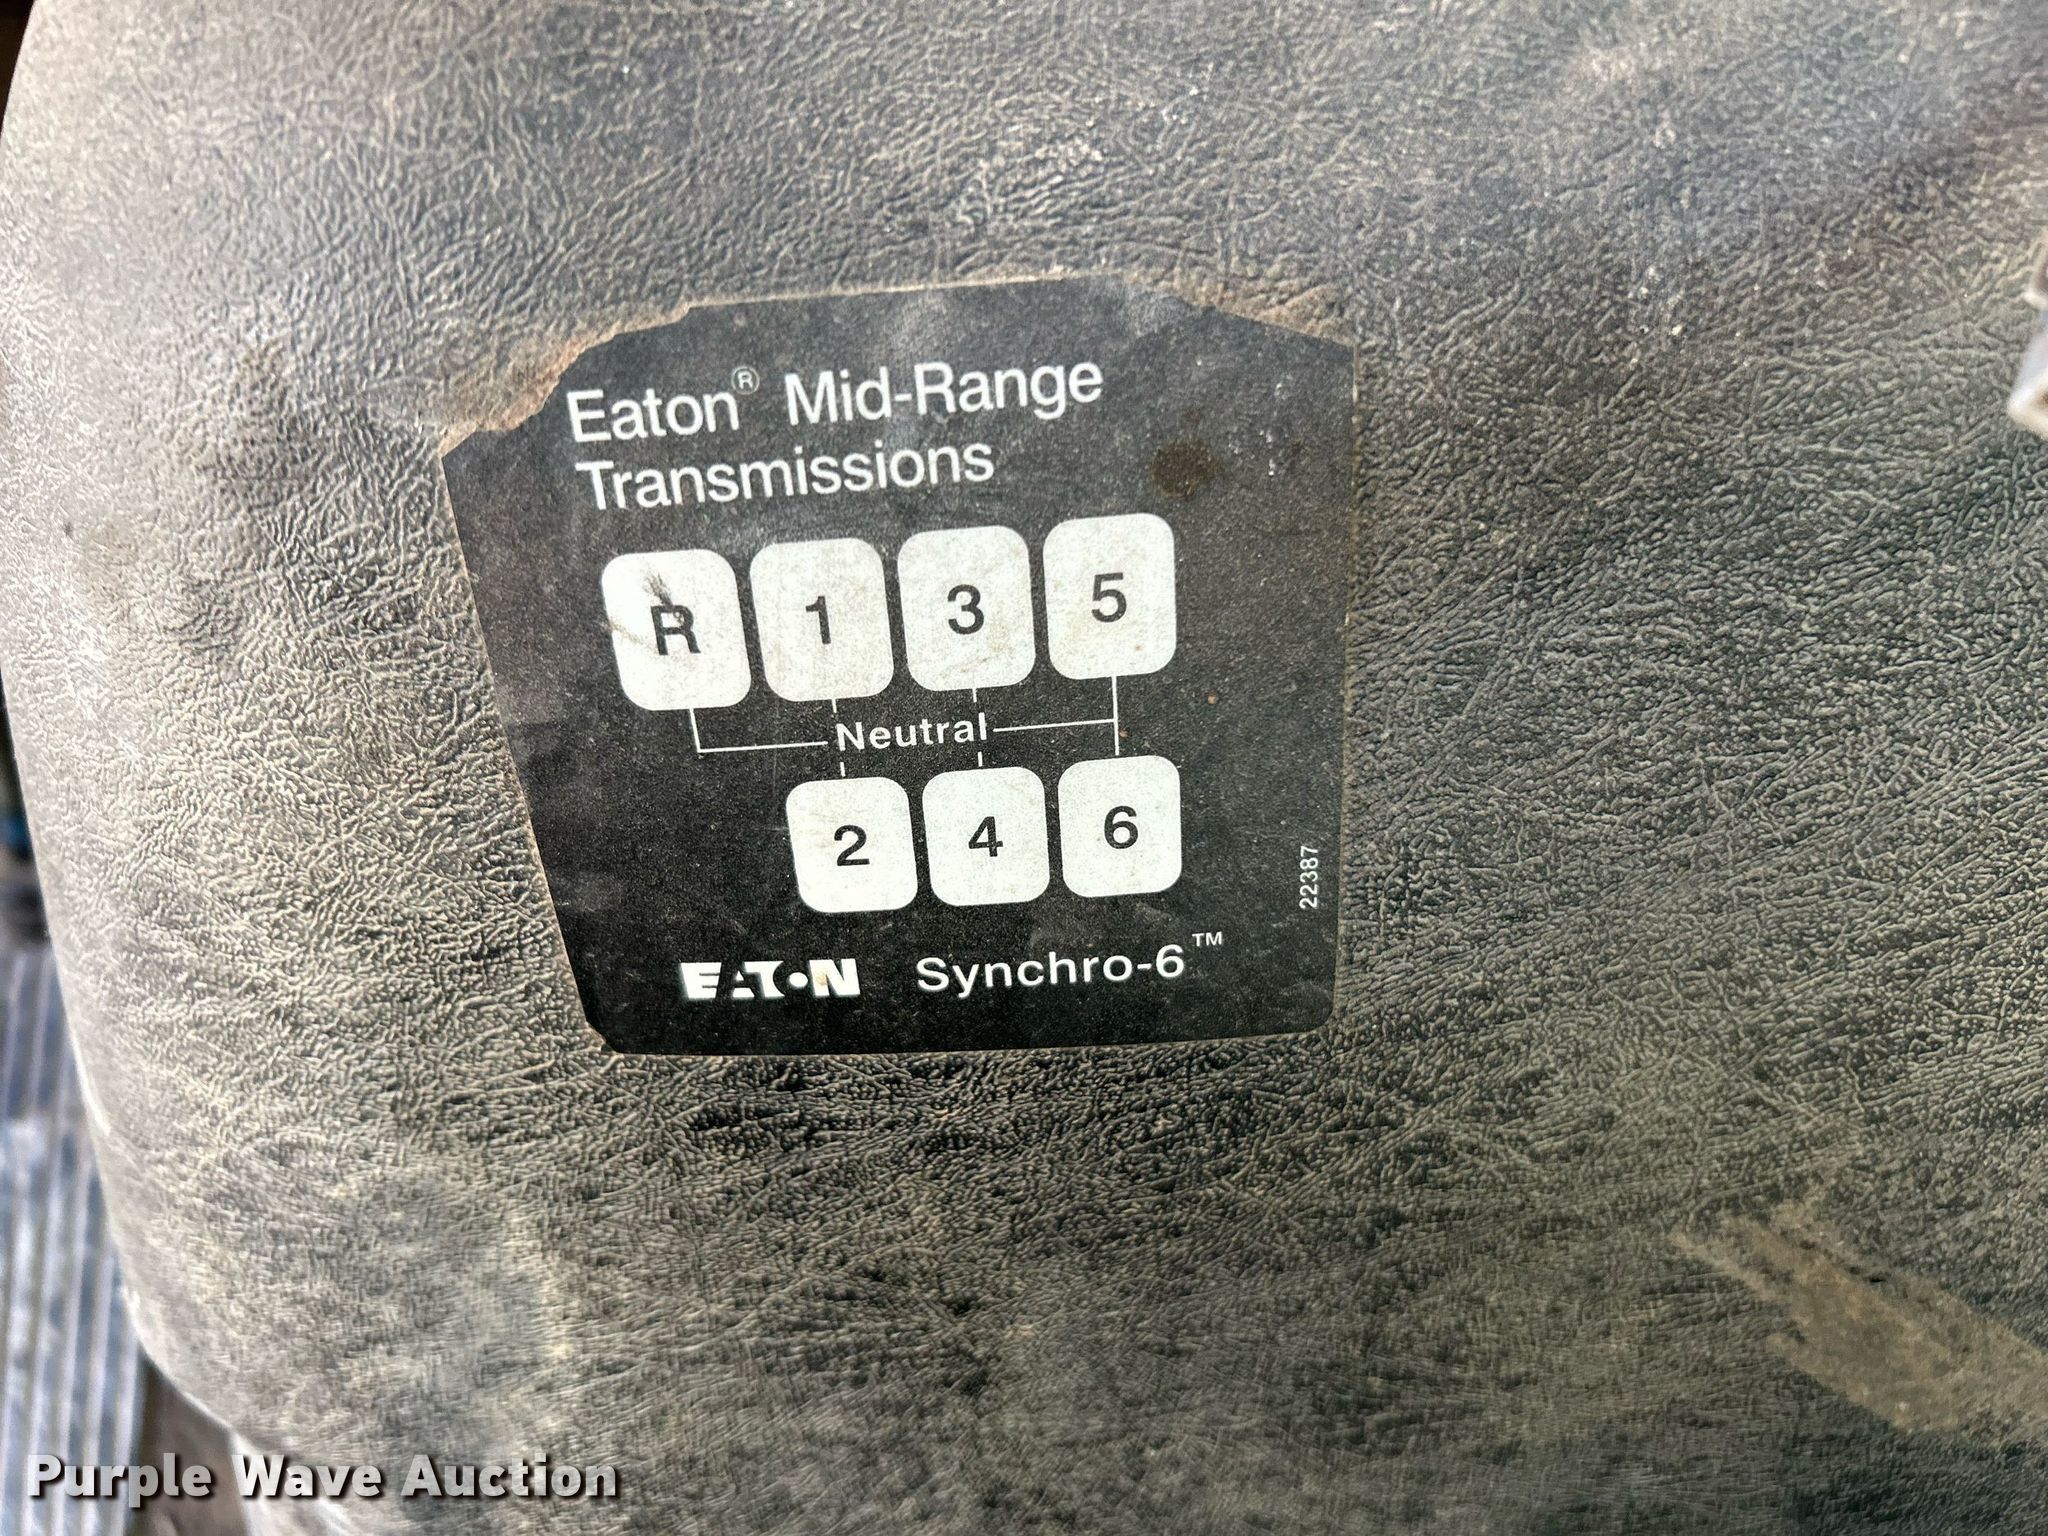 Eaton® Mid-Range
Transmissions
R 1 3 5
Neutral
2 4 6
22387
EATON Synchro-6™
Purple Wave Auction